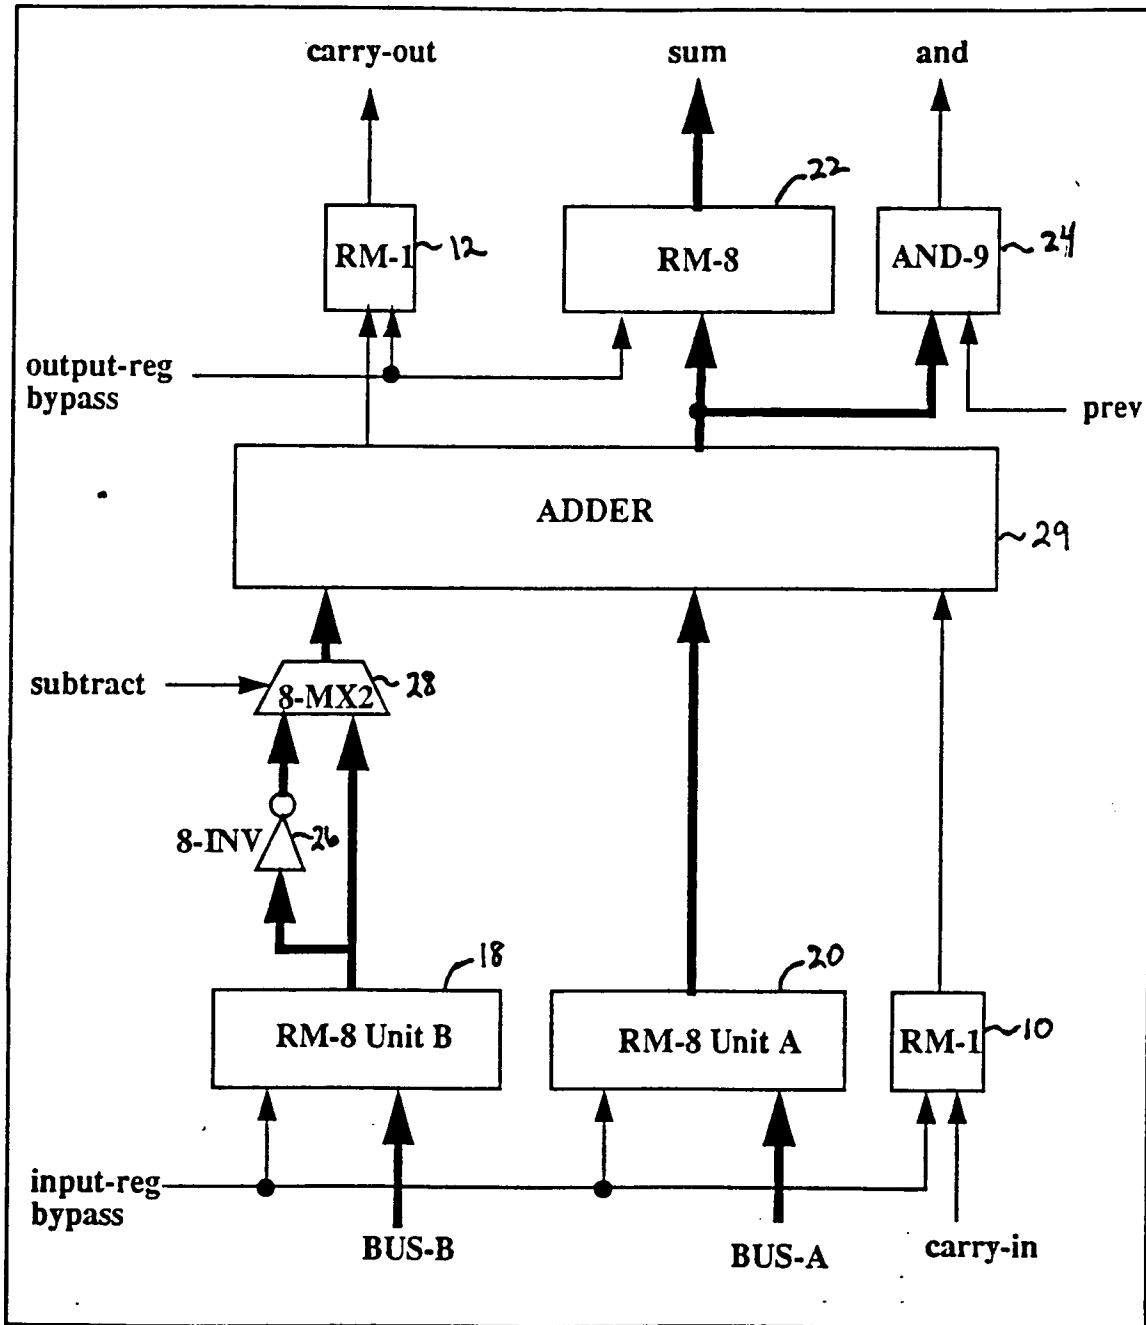 carry-out
sum
and
22
RM-1
12
RM-8
AND-9
24
output-reg
bypass
prev
ADDER
29
subtract
8-MX2
28
8-INV
26
18
20
RM-8 Unit B
RM-8 Unit A
RM-1
10
input-reg
bypass
BUS-B
BUS-A
carry-in